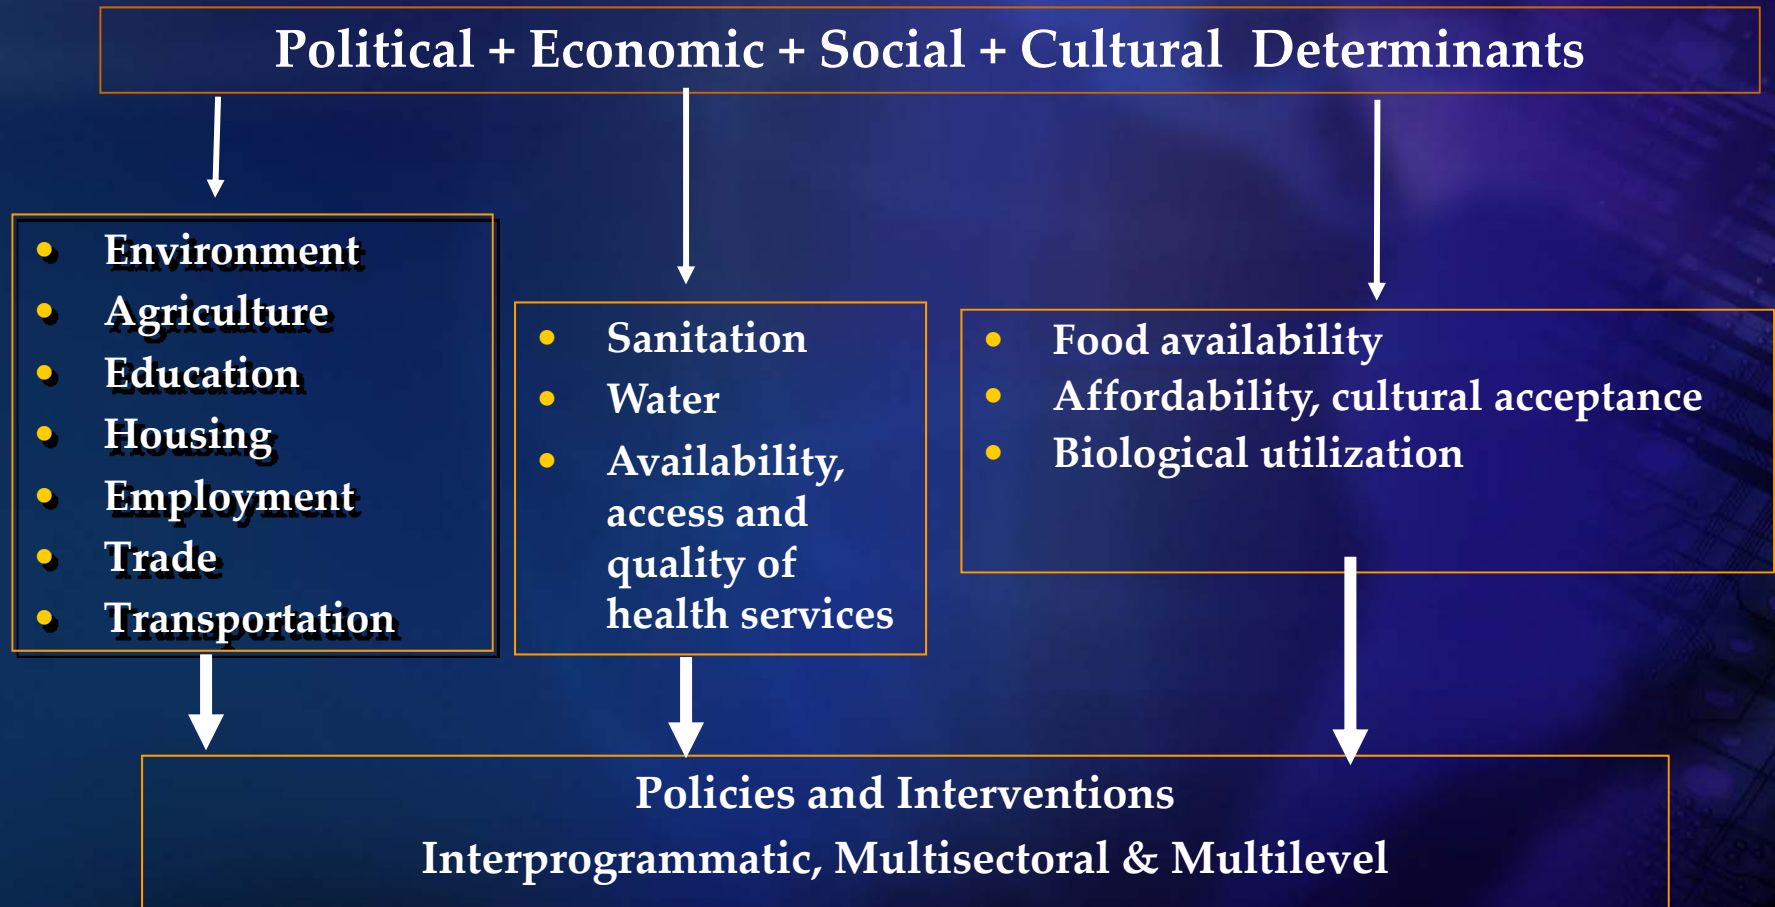 Political + Economic + Social + Cultural Determinants
• Environment
• Agriculture
• Education
• Housing
• Employment
• Trade
• Transportation
• Sanitation
• Water
• Availability,
access and
quality of
health services
• Food availability
• Affordability, cultural acceptance
• Biological utilization
Policies and Interventions
Interprogrammatic, Multisectoral & Multilevel